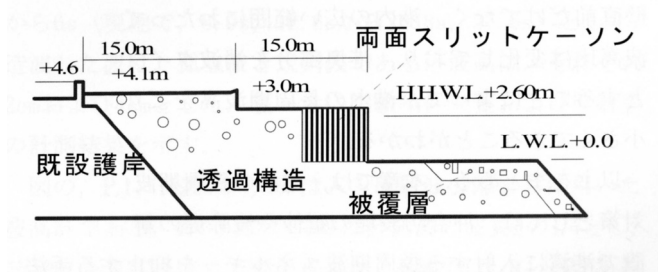 15.0m
15.0m
両面スリットケーソン
+4.6
+4.1m
+3.0m
H.H.W.L.+2.60m
L.W.L.+0.0
既設護岸
透過構造
被覆層